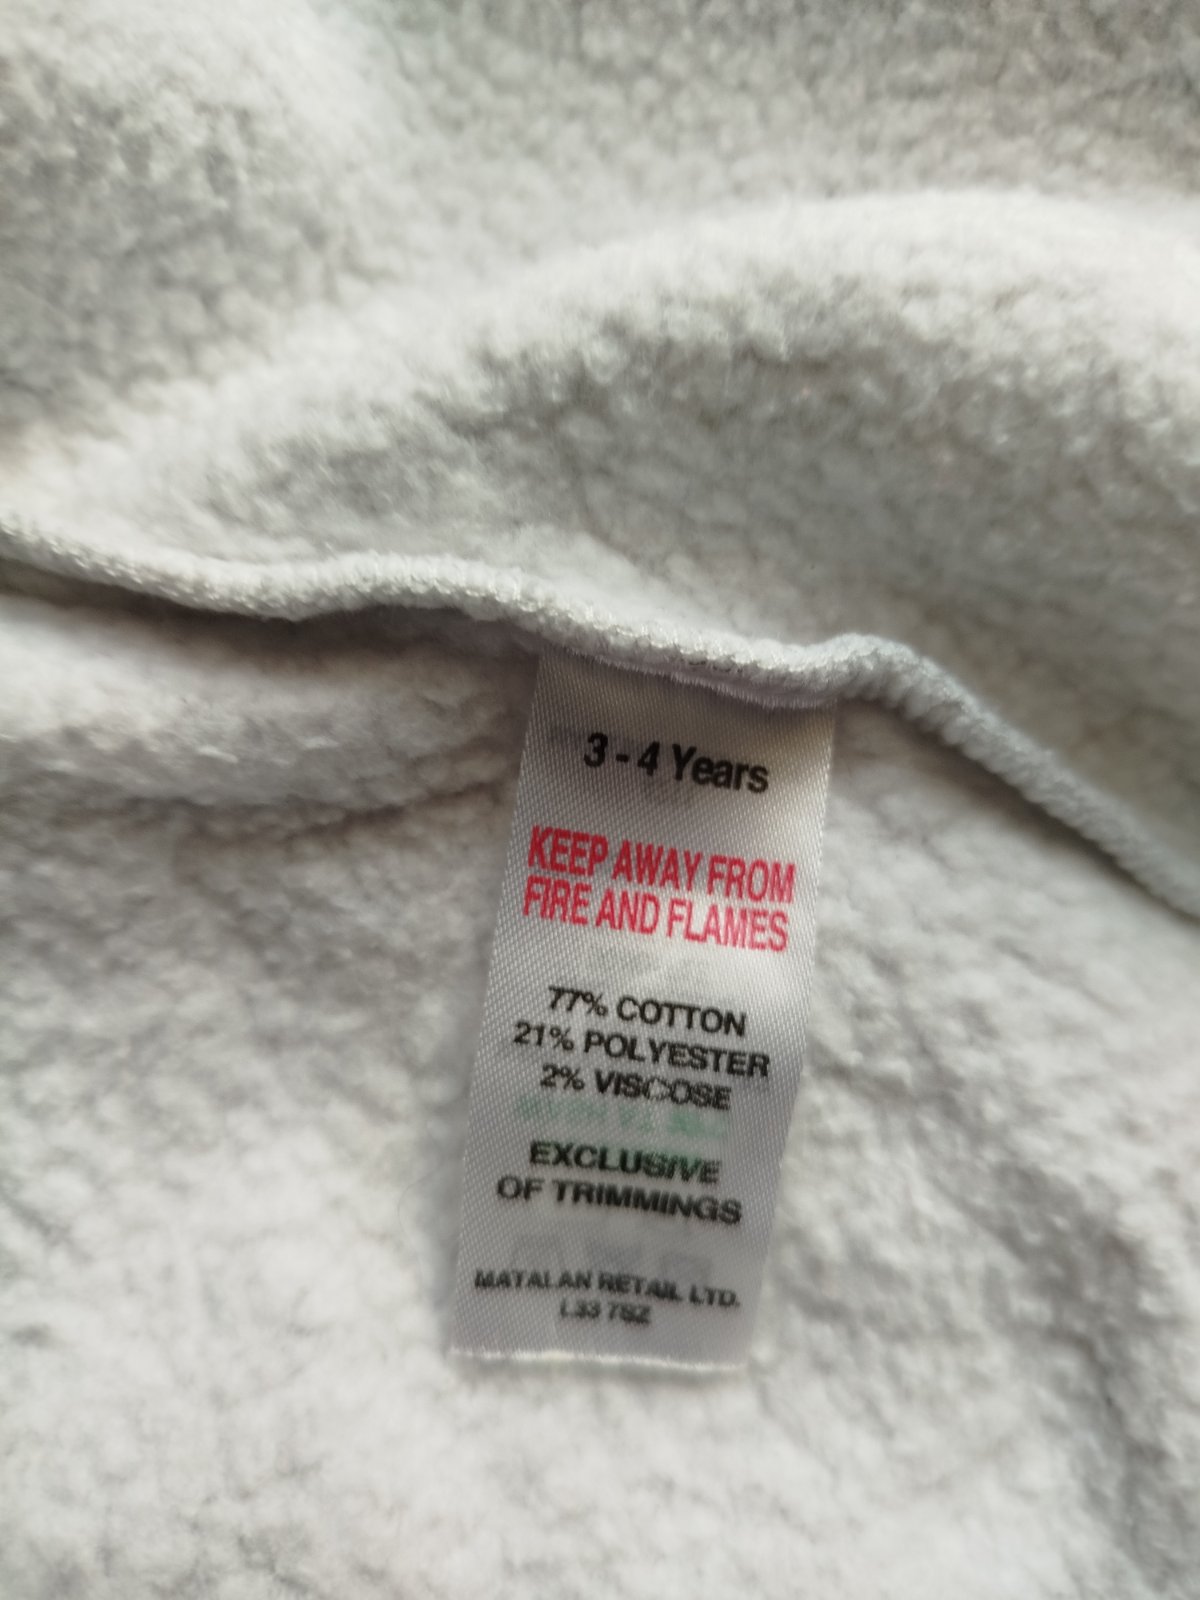 3 - 4 Years
KEEP AWAY FROM
FIRE AND FLAMES
77% COTTON
21% POLYESTER
2% VISCOSE
EXCLUSIVE
OF TRIMMINGS
MATALAN RETAIL LTD.
L33 7SZ